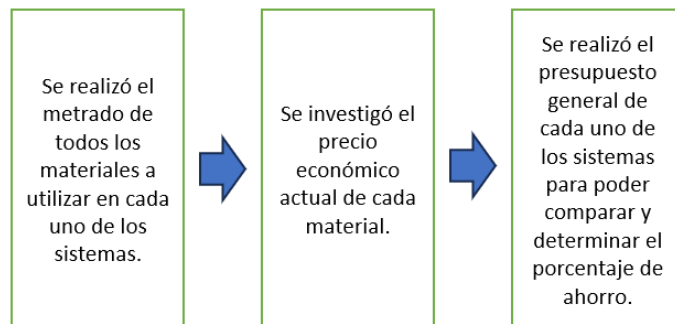 Se realizó el
metrado de
todos los
materiales a
utilizar en cada
uno de los
sistemas.
Se investigó el
precio
económico
actual de cada
material.
Se realizó el
presupuesto
general de
cada uno de
los sistemas
para poder
comparar y
determinar el
porcentaje de
ahorro.